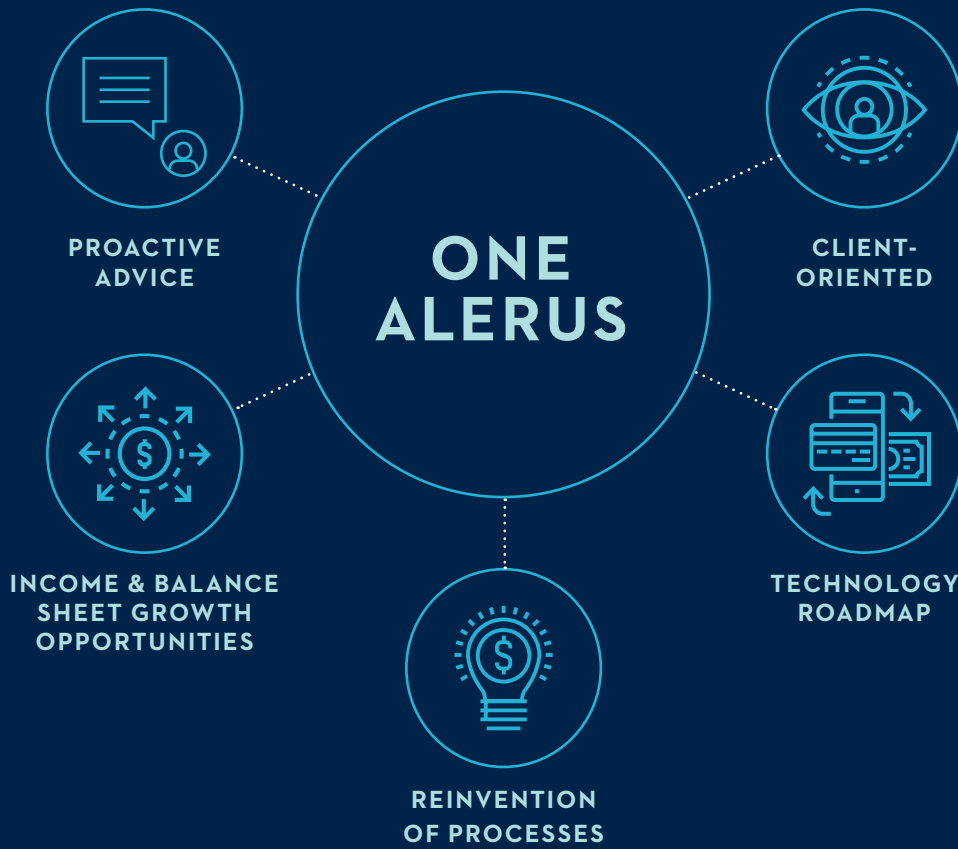 PROACTIVE
ADVICE
ONE
ALERUS
CLIENT-
ORIENTED
INCOME & BALANCE
SHEET GROWTH
OPPORTUNITIES
TECHNOLOGY
ROADMAP
REINVENTION
OF PROCESSES